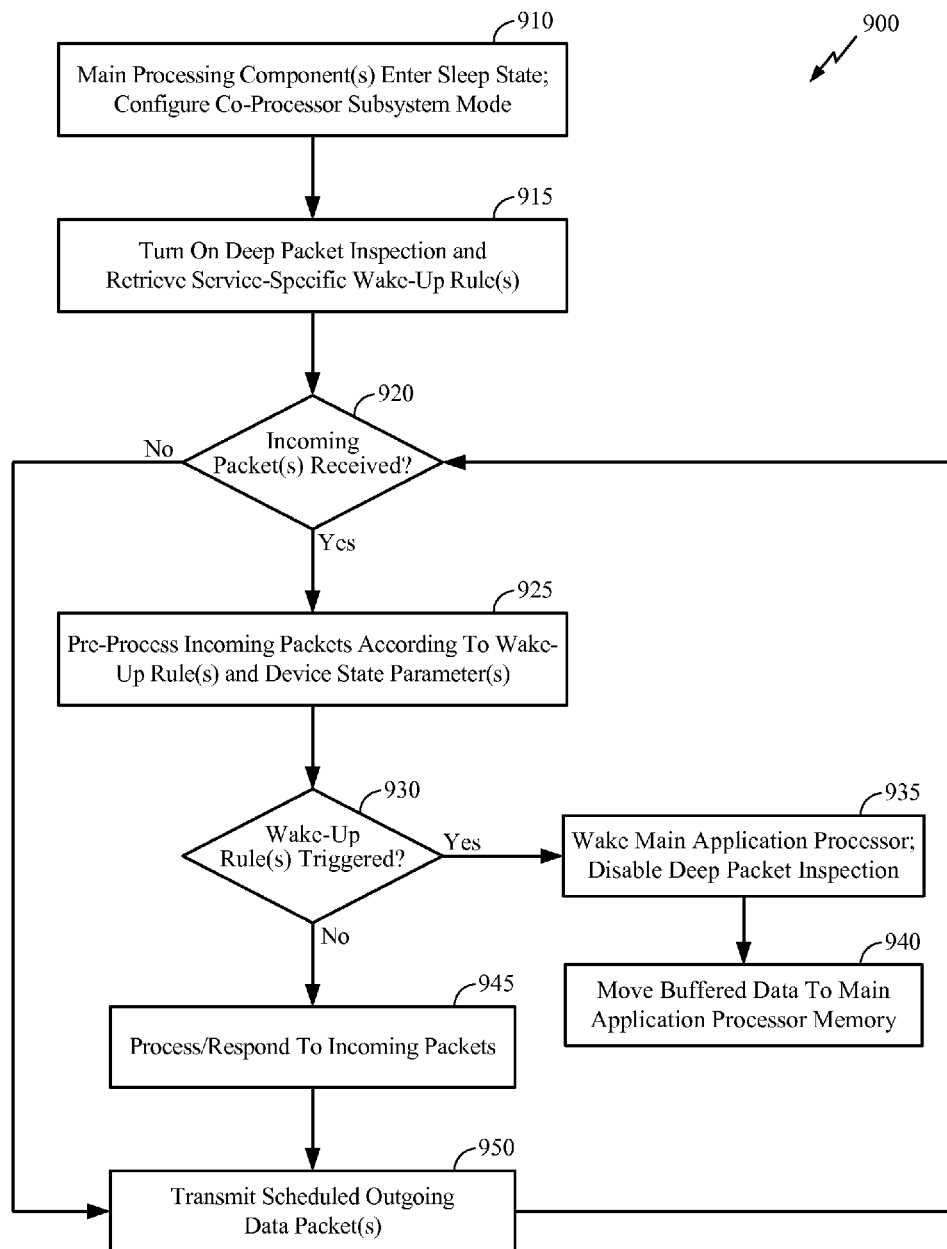 910
900
Main Processing Component(s) Enter Sleep State;
Configure Co-Processor Subsystem Mode
915
Turn On Deep Packet Inspection and
Retrieve Service-Specific Wake-Up Rule(s)
920
Incoming
Packet(s) Received?
No
Yes
925
Pre-Process Incoming Packets According To Wake-
Up Rule(s) and Device State Parameter(s)
930
Wake-Up
Rule(s) Triggered?
Yes
No
935
Wake Main Application Processor;
Disable Deep Packet Inspection
940
Move Buffered Data To Main
Application Processor Memory
945
Process/Respond To Incoming Packets
950
Transmit Scheduled Outgoing
Data Packet(s)